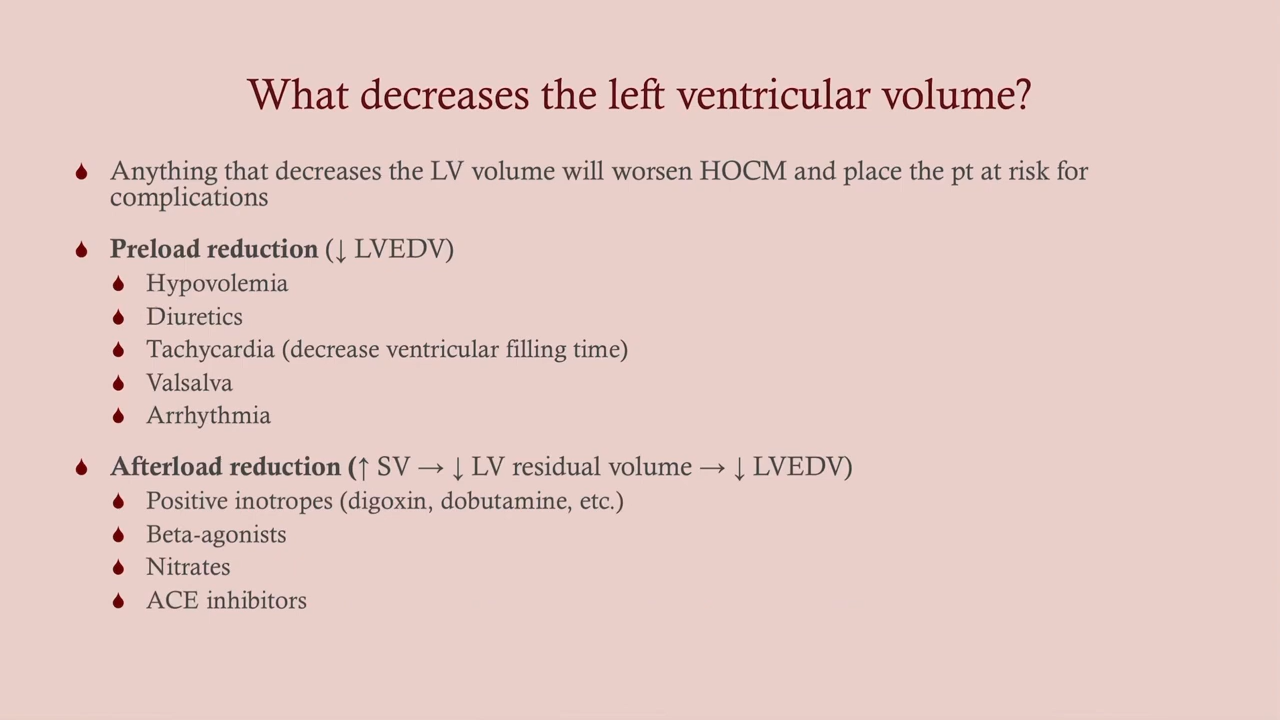 What decreases the left ventricular volume?
Anything that decreases the LV volume will worsen HOCM and place the pt at risk for
complications
Preload reduction (↓ LVEDV)
Hypovolemia
Diuretics
Tachycardia (decrease ventricular filling time)
Valsalva
Arrhythmia
Afterload reduction (↑ SV → ↓ LV residual volume → ↓ LVEDV)
Positive inotropes (digoxin, dobutamine, etc.)
Beta-agonists
Nitrates
ACE inhibitors